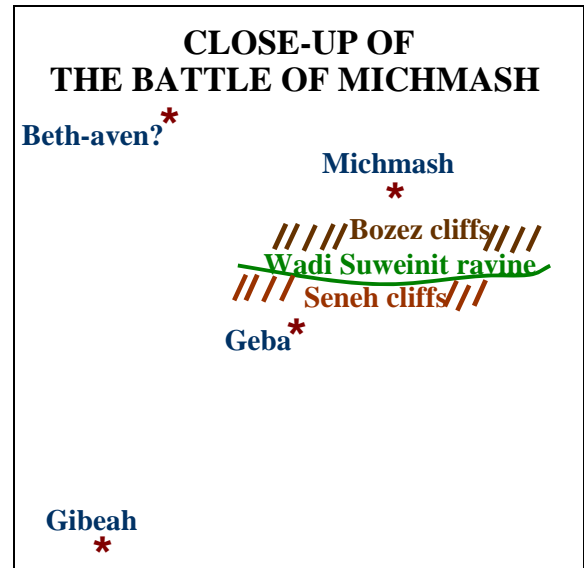 CLOSE-UP OF
THE BATTLE OF MICHMASH
Beth-aven?
Michmash
Bozez cliffs
Wadi Suweinit ravine
Seneh cliffs
Geba
Gibeah